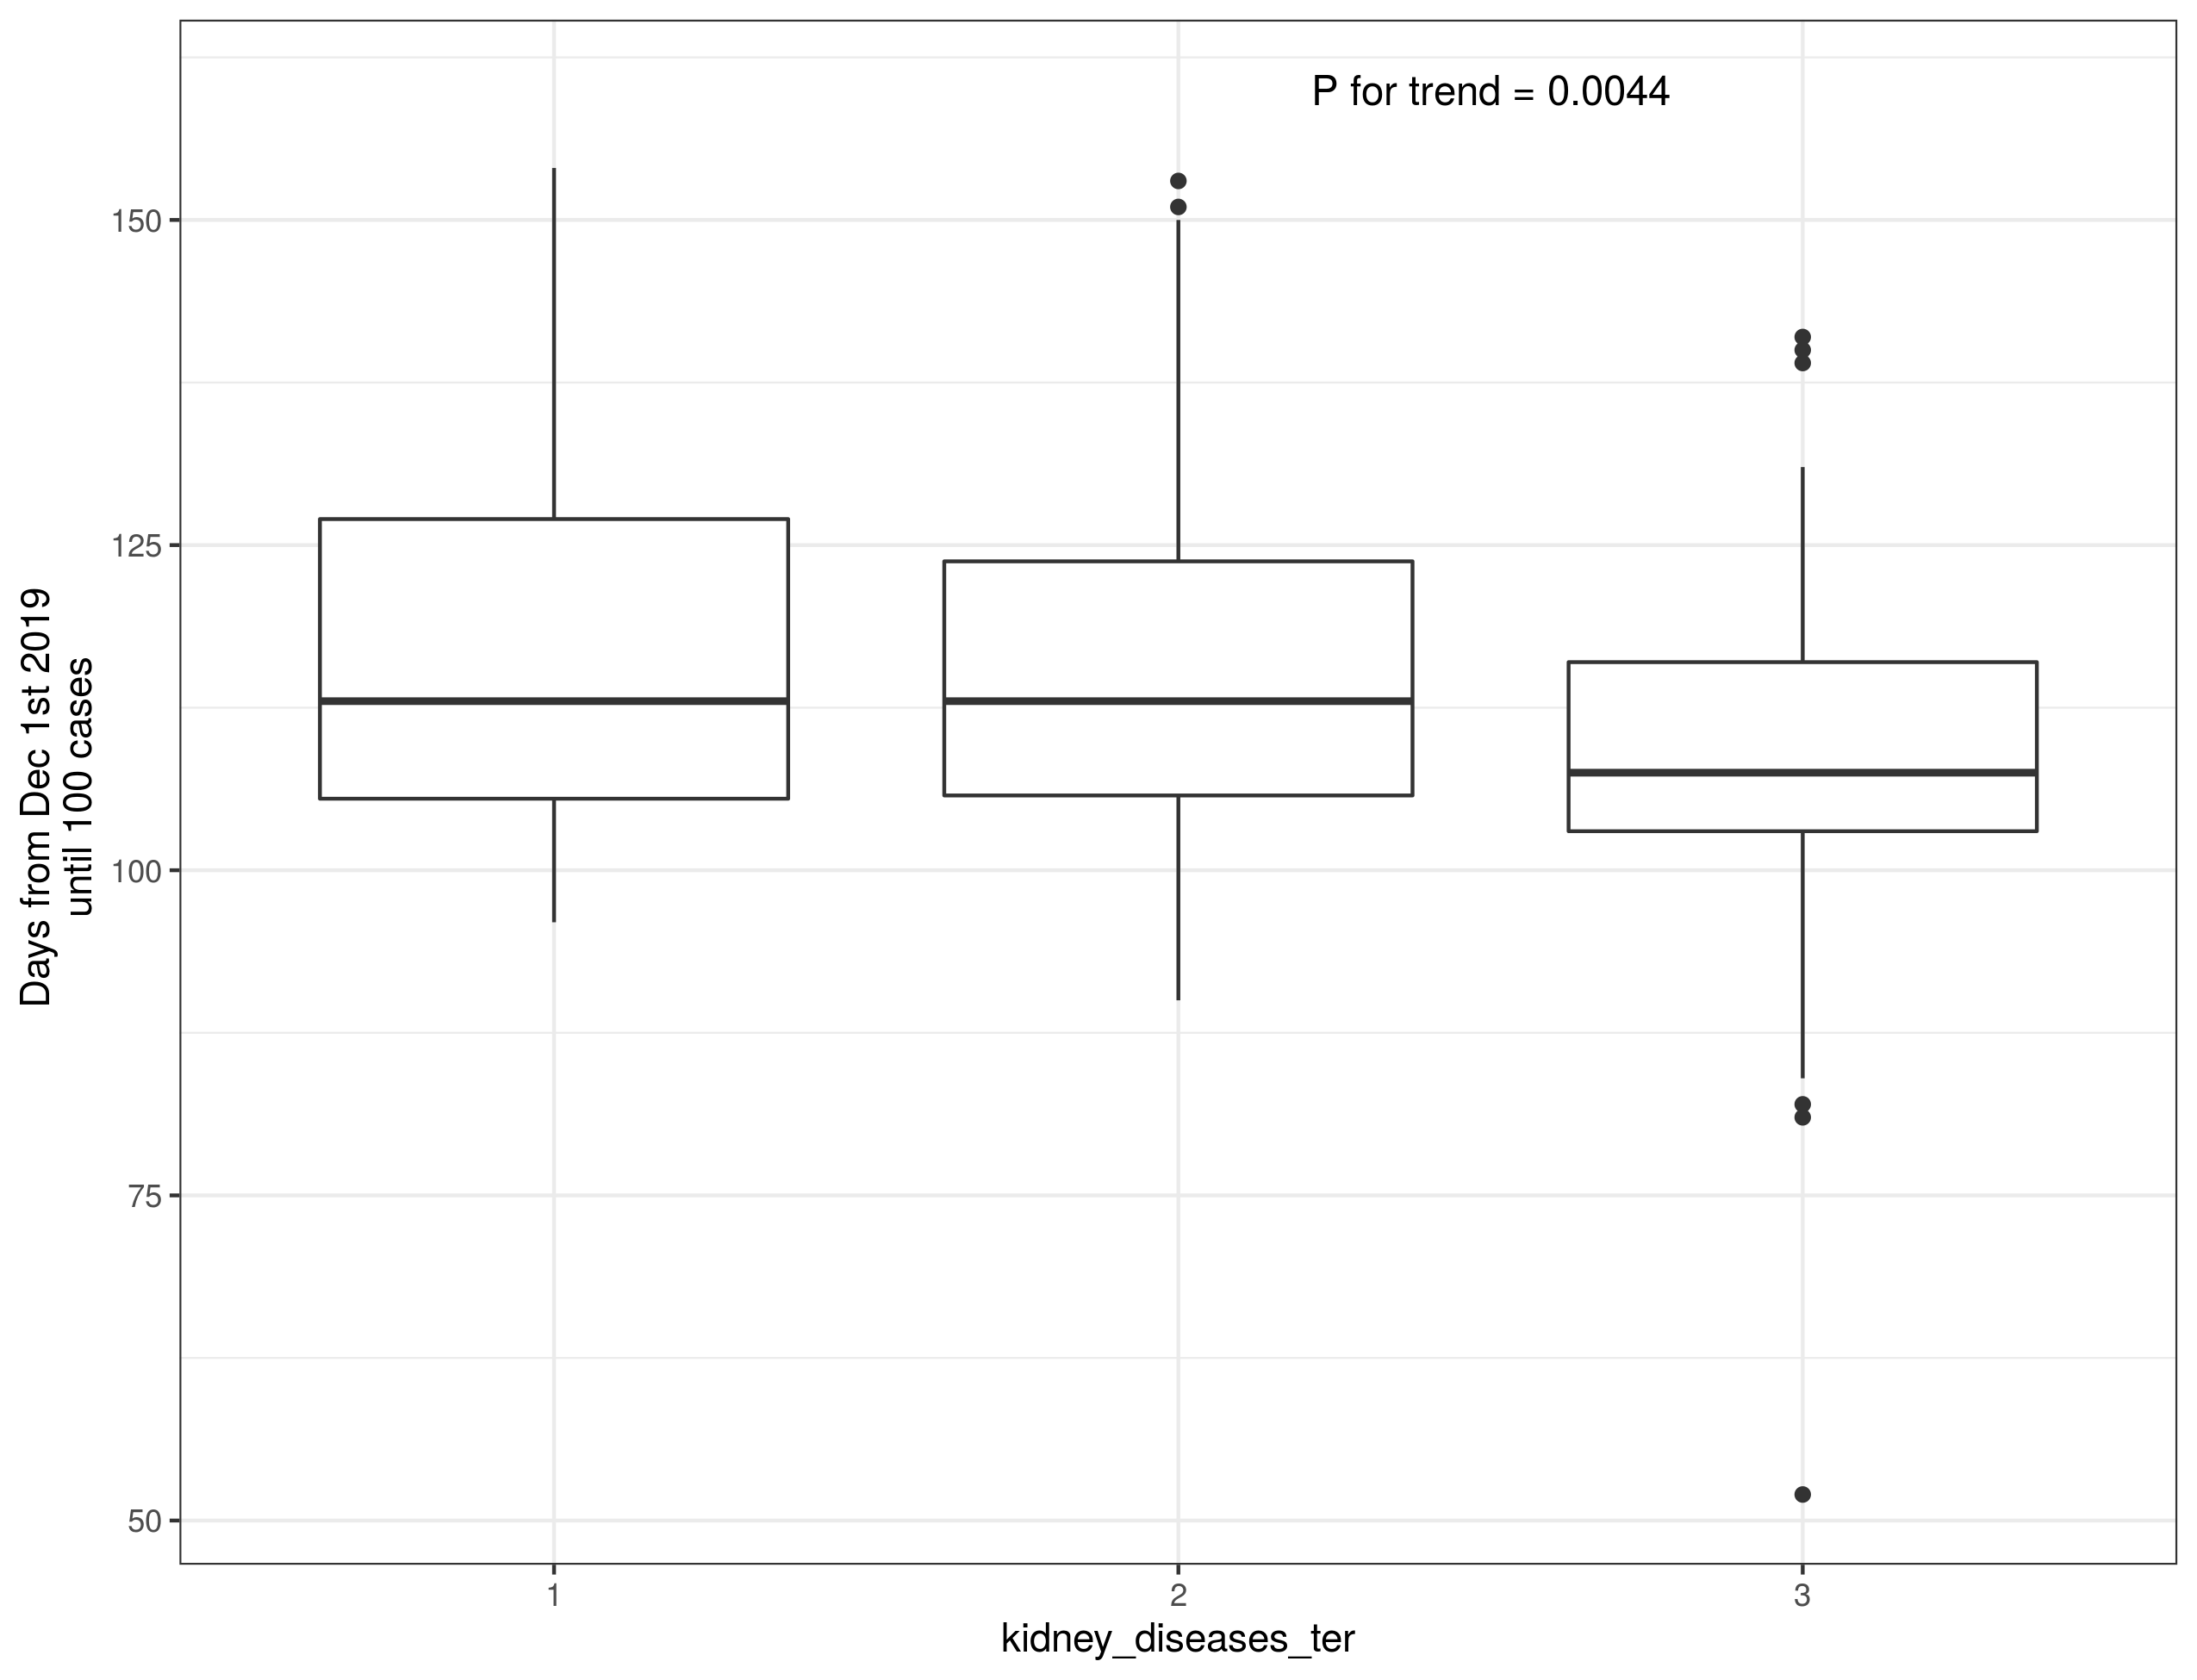 P for trend = 0.0044
Days from Dec 1st 2019
until 100 cases
150
125
100
75
50
1
2
3
kidney_diseases_ter